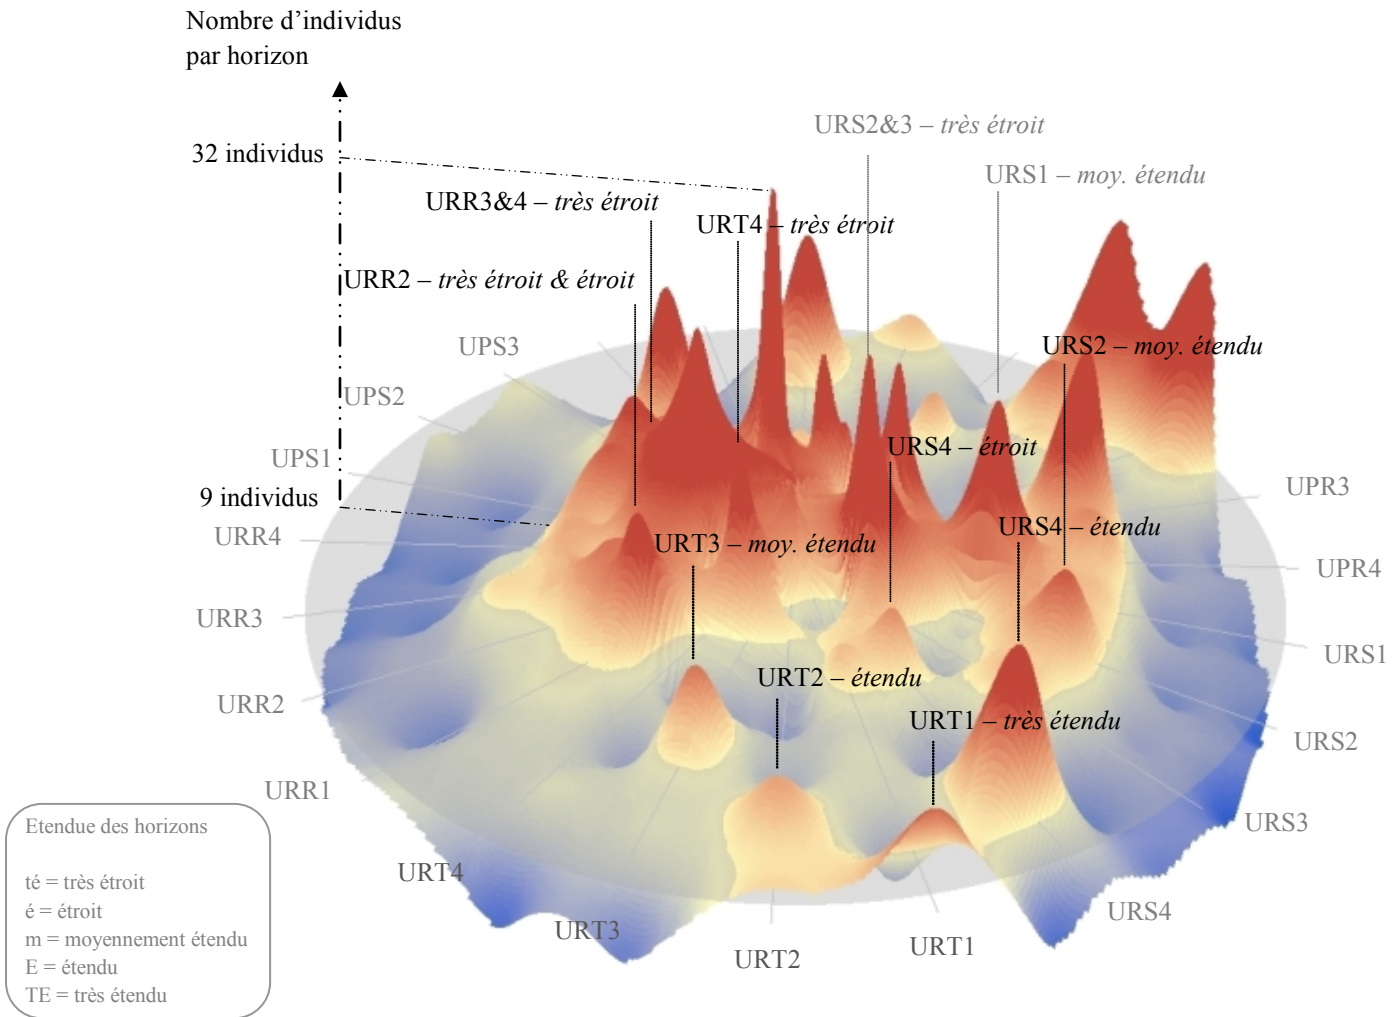 Nombre d’individus
par horizon
32 individus
URS2&3 – très étroit
URS1 – moy. étendu
URR3&4 – très étroit
URT4 – très étroit
URR2 – très étroit & étroit
URS2 – moy. étendu
UPS3
UPS2
UPS1
9 individus
URS4 – étroit
UPR3
URR4
URT3 – moy. étendu
URS4 – étendu
UPR4
URR3
URS1
URR2
URT2 – étendu
URT1 – très étendu
URS2
URR1
URS3
Etendue des horizons
té = très étroit
é = étroit
m = moyennement étendu
E = étendu
TE = très étendu
URT4
URT3
URT2
URT1
URS4